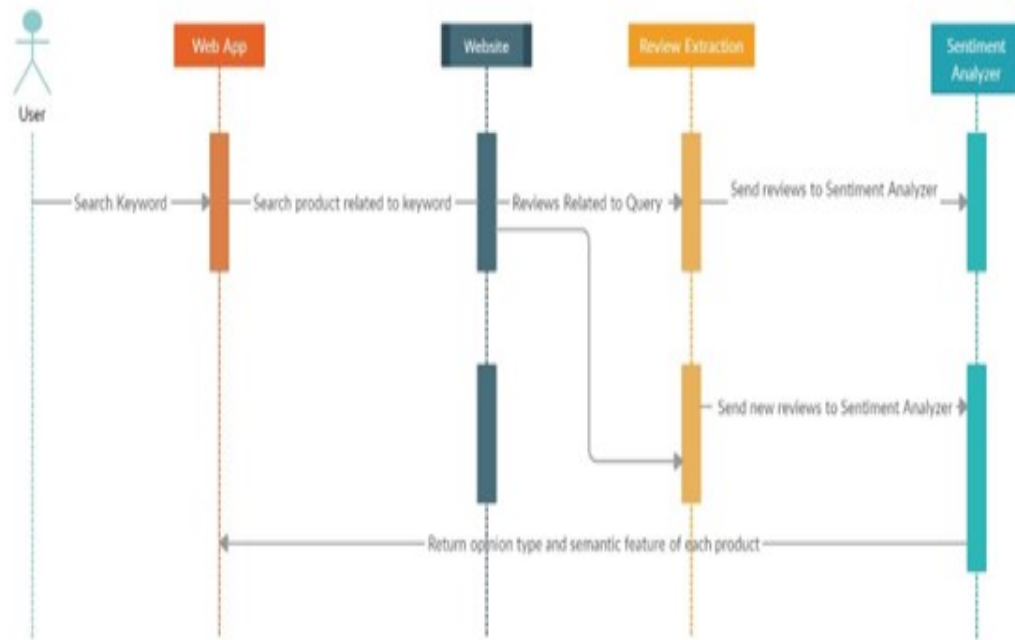 Web App
Website
Review Extraction
Sentiment
Analyzer
User
Search Keyword
Search product related to keyword
Reviews Related to Query
Send reviews to Sentiment Analyzer
Send new reviews to Sentiment Analyzer
Return opinion type and semantic feature of each product